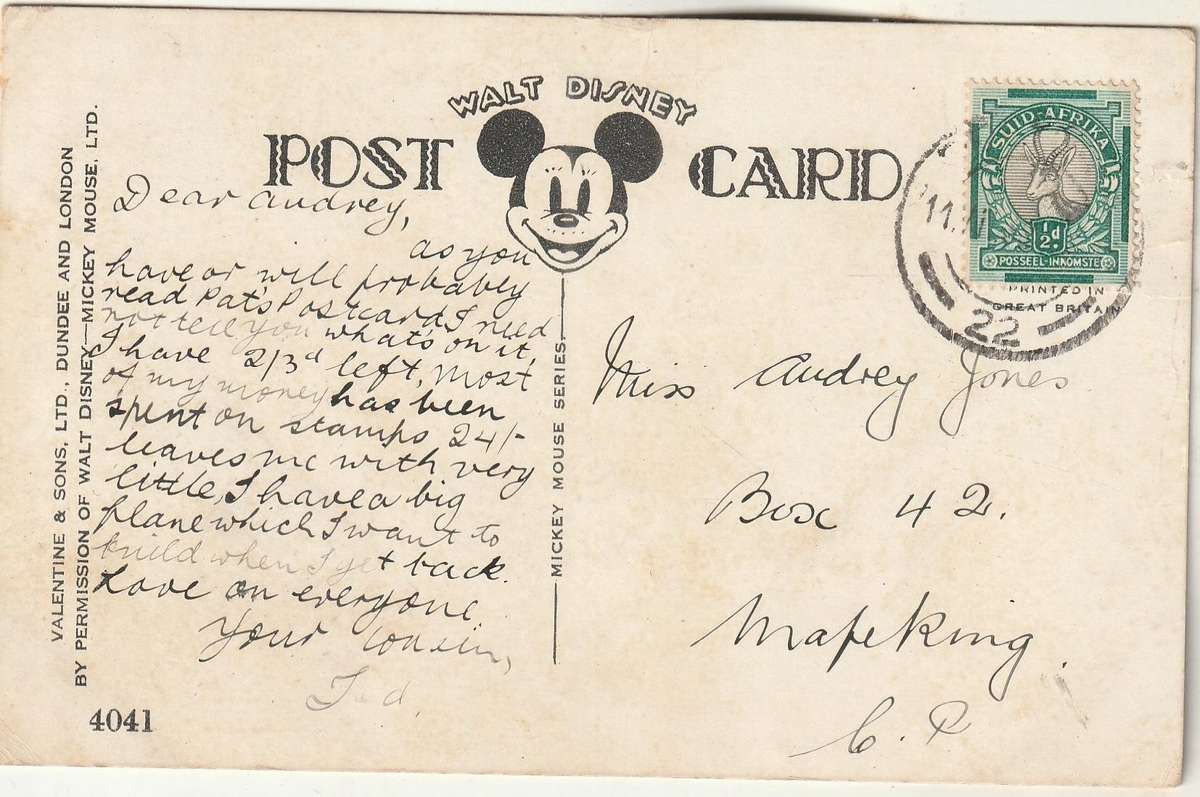 WALT DISNEY
POST CARD
Dear Audrey,
as you
have or will probably
read Pat's Postcard I need
not tell you what's on it,
I have 2/3d left, most
of my money has been
spent on stamps 24/-
leaves me with very
little, I have a big
plane which I want to
build when I get back.
Love on everyone.
Your cousin,
Ted.
4041
VALENTINE & SONS, LTD., DUNDEE AND LONDON
BY PERMISSION OF WALT DISNEY—MICKEY MOUSE, LTD.
MICKEY MOUSE SERIES.
SUID-AFRIKA
½d
POSSEEL-INKOMSTE
PRINTED IN
GREAT BRITAIN
22
Miss Audrey Jones
Box 42.
Mafeking.
C. P.